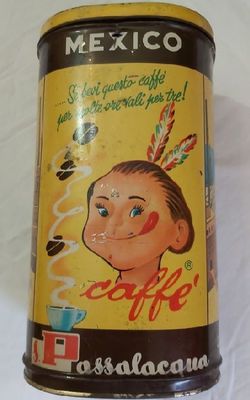 MEXICO
.... Se bevi questo caffè
per molte ore vali per tre!
caffè ®
S. Passalacqua